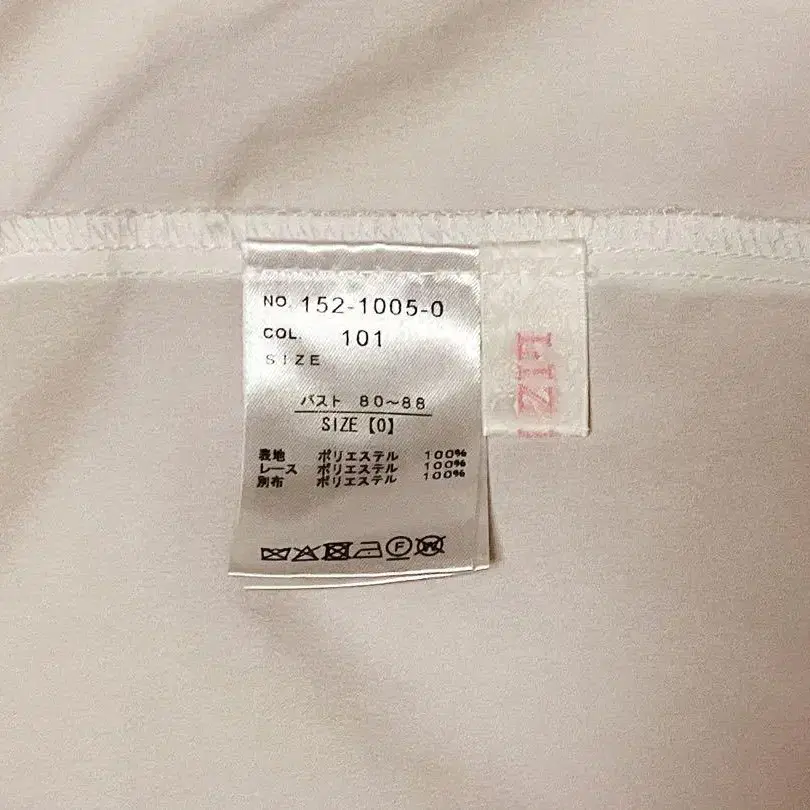 NO. 152-1005-0
COL. 101
SIZE
バスト 80~88
SIZE【0】
表地 ポリエステル 100%
レース ポリエステル 100%
別布 ポリエステル 100%
F
W